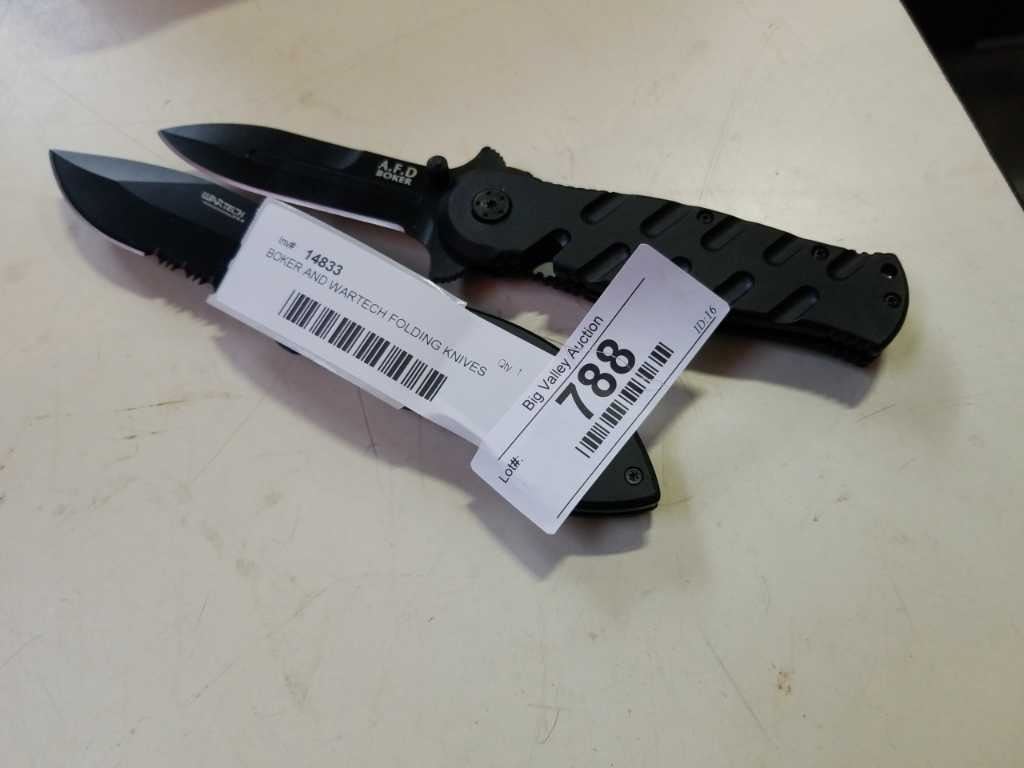 A.F.D
BOKER
WARTECH
Inv# 14833
BOKER AND WARTECH FOLDING KNIVES
Qty 1
Big Valley Auction
788
Lot#:
ID-16